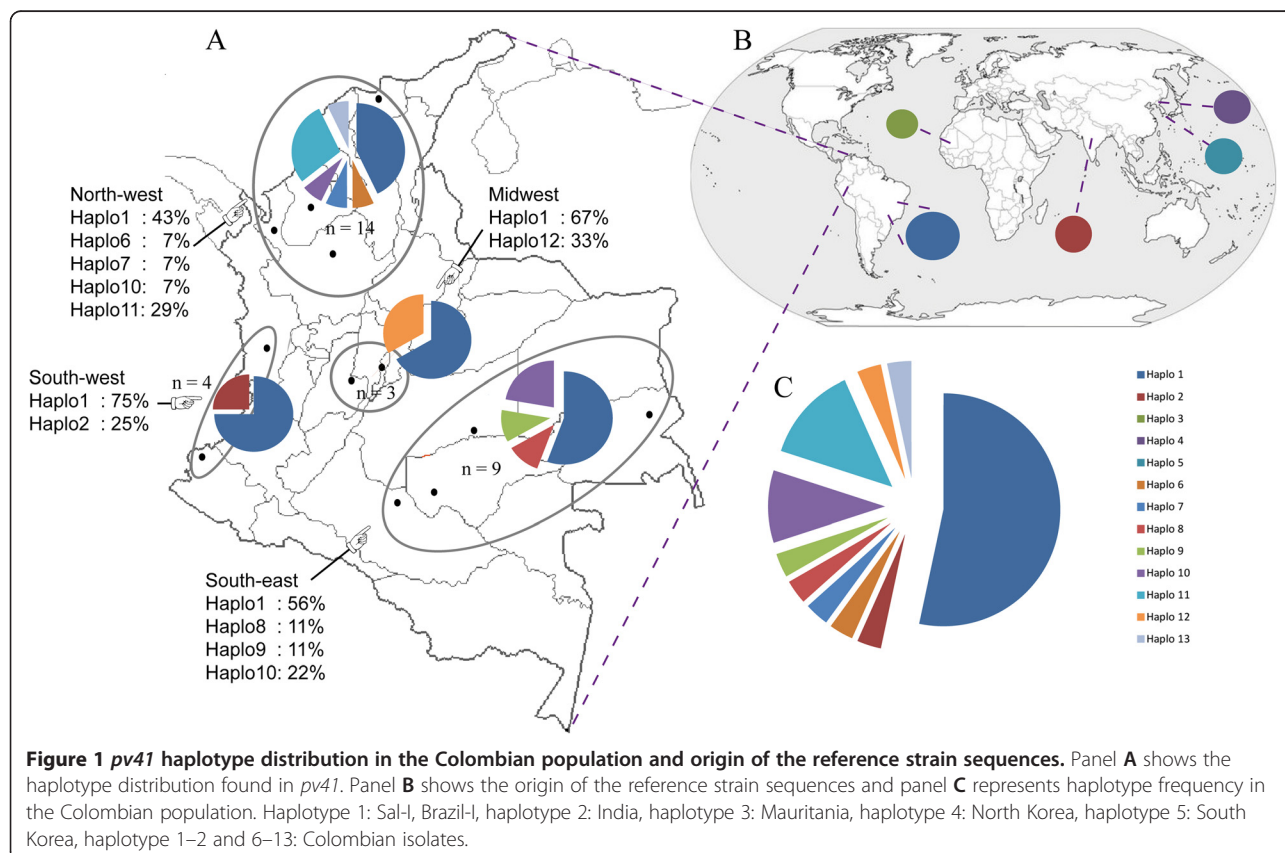 A
B
North-west
Haplo1 : 43%
Haplo6 : 7%
Haplo7 : 7%
Haplo10 : 7%
Haplo11: 29%
n = 14
Midwest
Haplo1 : 67%
Haplo12: 33%
South-west
Haplo1 : 75%
Haplo2 : 25%
n = 4
n = 3
n = 9
South-east
Haplo1 : 56%
Haplo8 : 11%
Haplo9 : 11%
Haplo10: 22%
C
Haplo 1
Haplo 2
Haplo 3
Haplo 4
Haplo 5
Haplo 6
Haplo 7
Haplo 8
Haplo 9
Haplo 10
Haplo 11
Haplo 12
Haplo 13
Figure 1 pv41 haplotype distribution in the Colombian population and origin of the reference strain sequences. Panel A shows the
haplotype distribution found in pv41. Panel B shows the origin of the reference strain sequences and panel C represents haplotype frequency in
the Colombian population. Haplotype 1: Sal-I, Brazil-I, haplotype 2: India, haplotype 3: Mauritania, haplotype 4: North Korea, haplotype 5: South
Korea, haplotype 1–2 and 6–13: Colombian isolates.